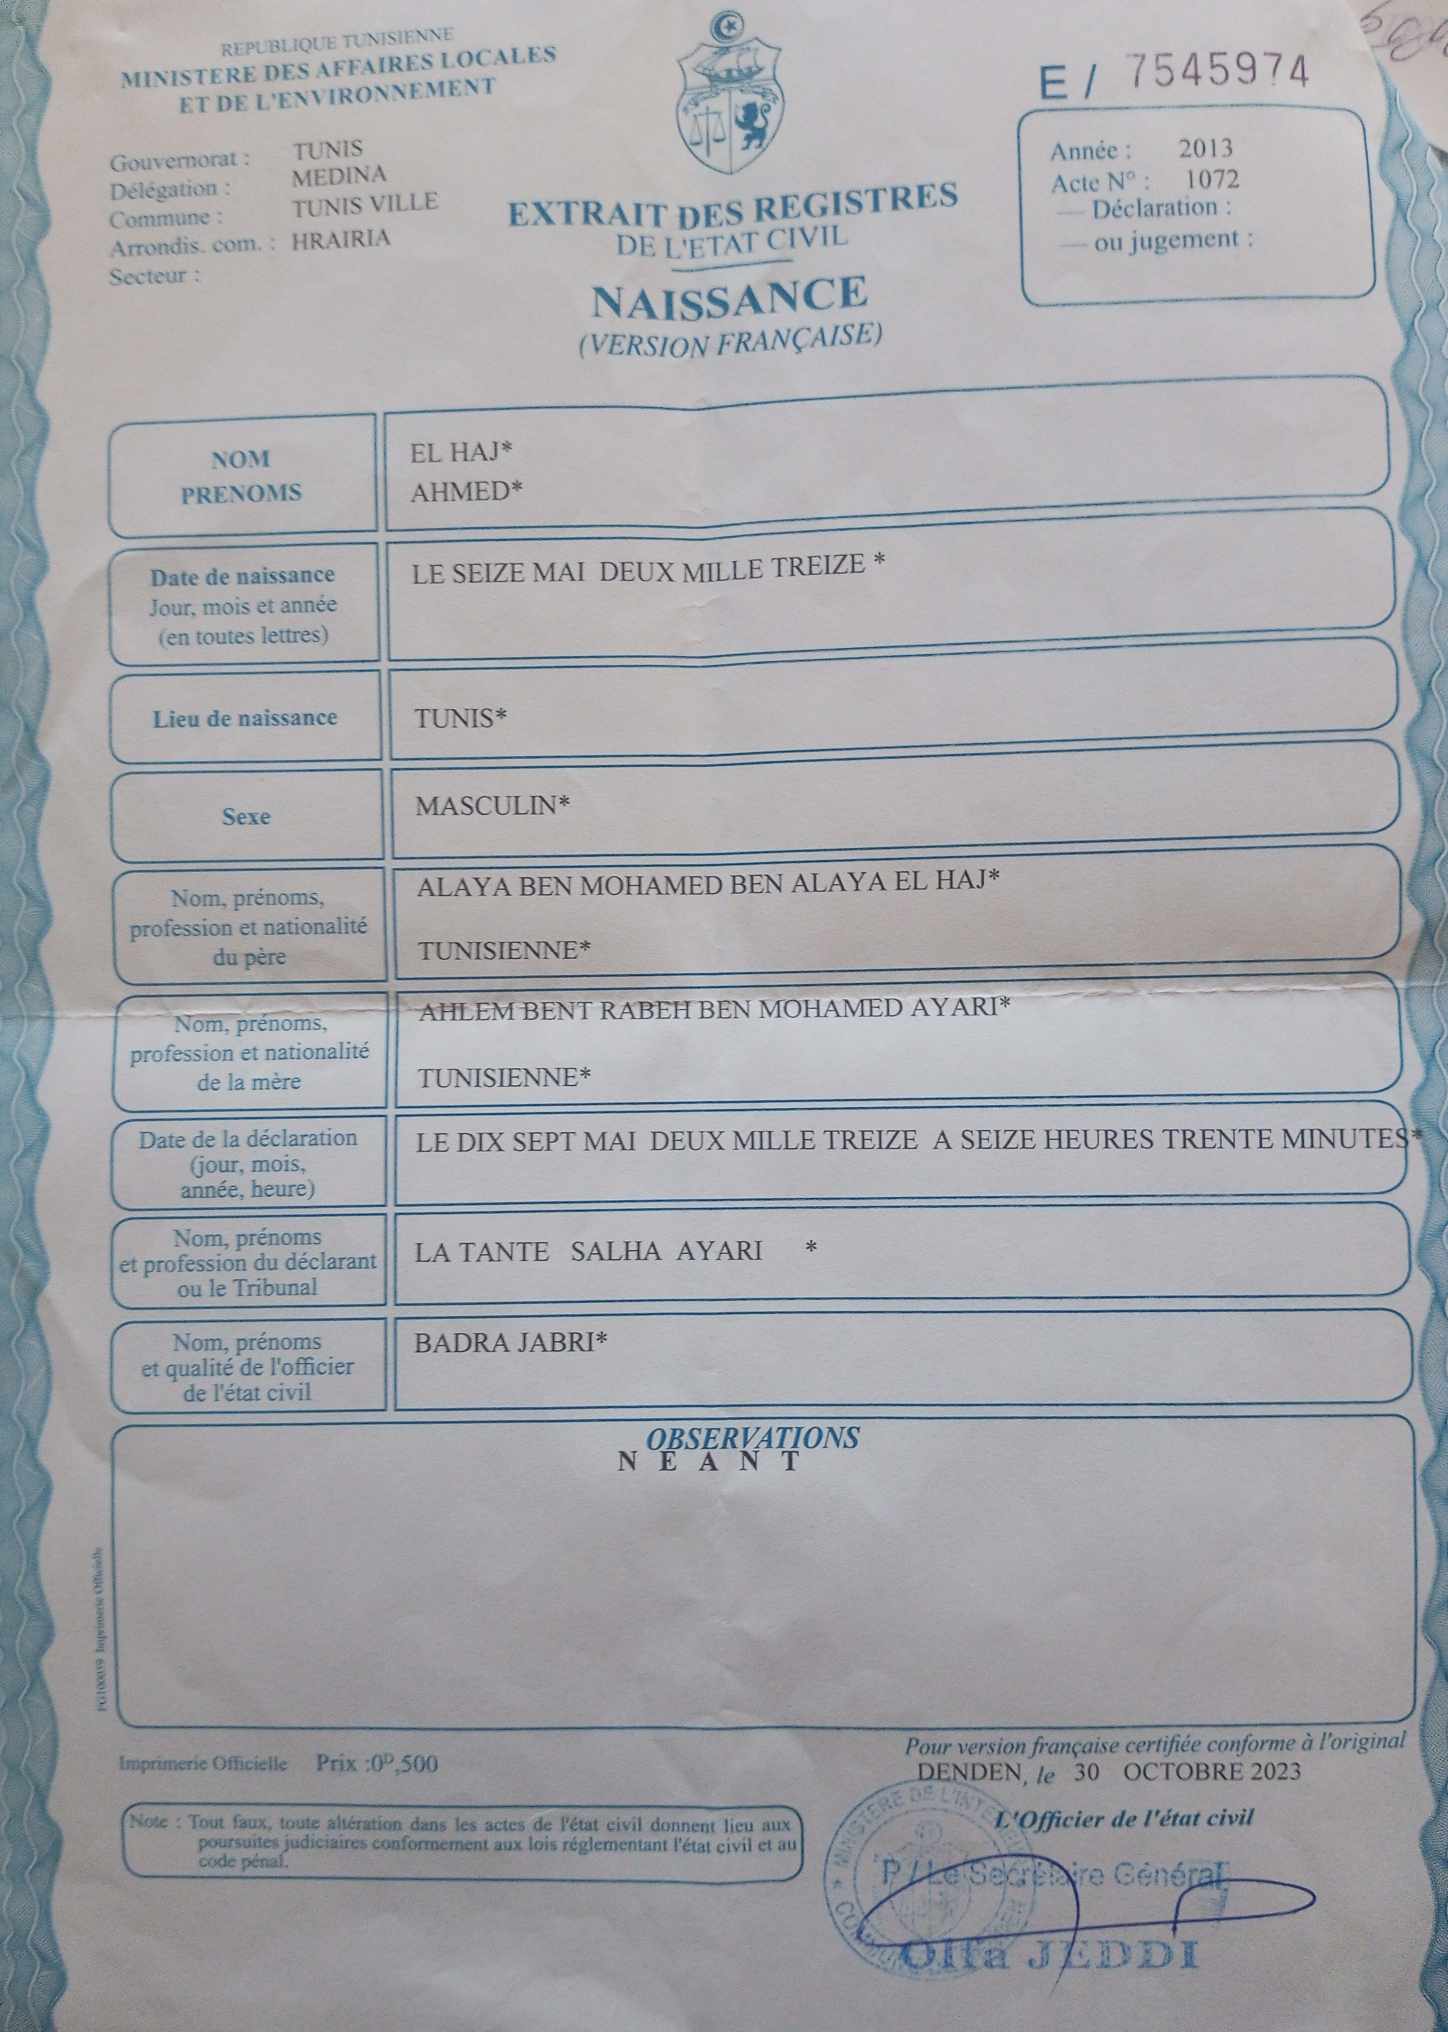 REPUBLIQUE TUNISIENNE
MINISTERE DES AFFAIRES LOCALES
ET DE L'ENVIRONNEMENT
Gouvernorat : TUNIS
Délégation : MEDINA
Commune : TUNIS VILLE
Arrondis. com. : HRAIRIA
Secteur :
EXTRAIT DES REGISTRES
DE L'ETAT CIVIL
NAISSANCE
(VERSION FRANÇAISE)
E / 7545974
Année : 2013
Acte N° : 1072
— Déclaration :
— ou jugement :
NOM
PRENOMS
EL HAJ*
AHMED*
Date de naissance
Jour, mois et année
(en toutes lettres)
LE SEIZE MAI DEUX MILLE TREIZE *
Lieu de naissance
TUNIS*
Sexe
MASCULIN*
Nom, prénoms,
profession et nationalité
du père
ALAYA BEN MOHAMED BEN ALAYA EL HAJ*
TUNISIENNE*
Nom, prénoms,
profession et nationalité
de la mère
AHLEM BENT RABEH BEN MOHAMED AYARI*
TUNISIENNE*
Date de la déclaration
(jour, mois,
année, heure)
LE DIX SEPT MAI DEUX MILLE TREIZE A SEIZE HEURES TRENTE MINUTES*
Nom, prénoms
et profession du déclarant
ou le Tribunal
LA TANTE SALHA AYARI *
Nom, prénoms
et qualité de l'officier
de l'état civil
BADRA JABRI*
OBSERVATIONS
N E A N T
PG100039 Imprimerie Officielle
Imprimerie Officielle Prix :0D,500
Note : Tout faux, toute altération dans les actes de l'état civil donnent lieu aux
poursuites judiciaires conformement aux lois réglementant l'état civil et au
code pénal.
Pour version française certifiée conforme à l'original
DENDEN, le 30 OCTOBRE 2023
L'Officier de l'état civil
MINISTERE DE L'INTE
P / Le Secrétaire Général
Olfa JEDDI